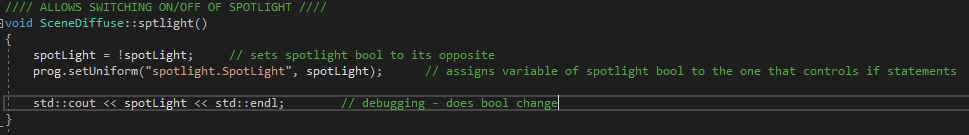 //// ALLOWS SWITCHING ON/OFF OF SPOTLIGHT ////
void SceneDiffuse::sptlight()
{
spotLight = !spotLight; // sets spotlight bool to its opposite
prog.setUniform("spotlight.SpotLight", spotLight); // assigns variable of spotlight bool to the one that controls if statements
std::cout << spotLight << std::endl; // debugging - does bool change
}